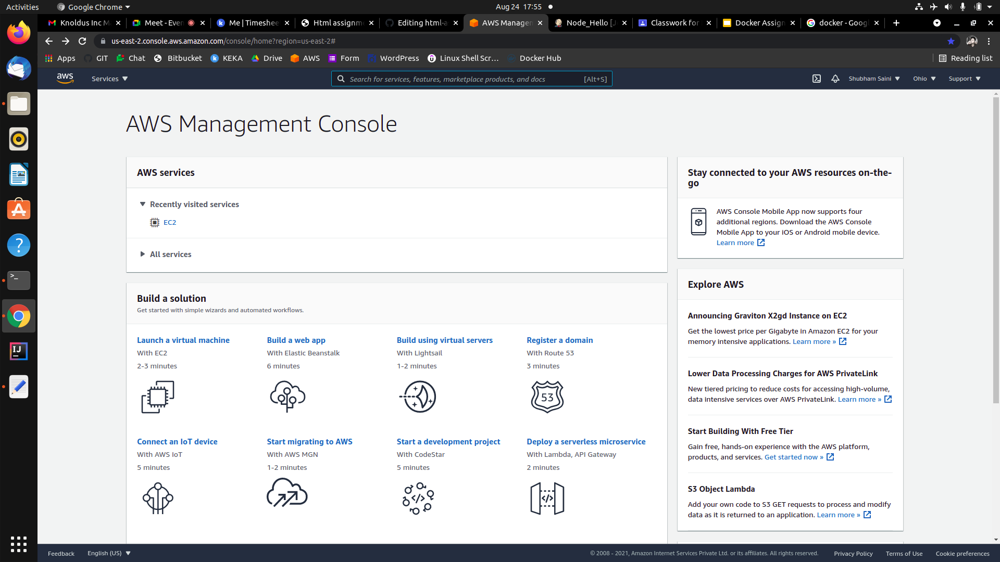 Activities
Google Chrome
Aug 24 17:55
Knoldus Inc M
Meet - Even
Me | Timeshee
Html assignm
Editing html-a
AWS Managem
Node_Hello [J
Classwork for
Docker Assign
docker - Googl
us-east-2.console.aws.amazon.com/console/home?region=us-east-2#
Apps
GIT
Chat
Bitbucket
KEKA
Drive
AWS
Form
WordPress
Linux Shell Scr...
Docker Hub
Reading list
aws
Services
Search for services, features, marketplace products, and docs
[Alt+S]
Shubham Saini
Ohio
Support
AWS Management Console
AWS services
Recently visited services
EC2
All services
Build a solution
Get started with simple wizards and automated workflows.
Launch a virtual machine
With EC2
2-3 minutes
Build a web app
With Elastic Beanstalk
6 minutes
Build using virtual servers
With Lightsail
1-2 minutes
Register a domain
With Route 53
3 minutes
53
Connect an IoT device
With AWS IoT
5 minutes
Start migrating to AWS
With AWS MGN
1-2 minutes
Start a development project
With CodeStar
5 minutes
</>
Deploy a serverless microservice
With Lambda, API Gateway
2 minutes
</>
Stay connected to your AWS resources on-the-
go
AWS Console Mobile App now supports four
additional regions. Download the AWS Console
Mobile App to your iOS or Android mobile device.
Learn more
Explore AWS
Announcing Graviton X2gd Instance on EC2
Get the lowest price per Gigabyte in Amazon EC2 for your
memory intensive applications. Learn more »
Lower Data Processing Charges for AWS PrivateLink
New tiered pricing to reduce costs for accessing high-volume,
data intensive services over AWS PrivateLink. Learn more »
Start Building With Free Tier
Gain free, hands-on experience with the AWS platform,
products, and services. Get started now »
S3 Object Lambda
Add your own code to S3 GET requests to process and modify
data as it is returned to an application. Learn more »
Feedback
English (US)
© 2008 - 2021, Amazon Internet Services Private Ltd. or its affiliates. All rights reserved.
Privacy Policy
Terms of Use
Cookie preferences
>_
IJ